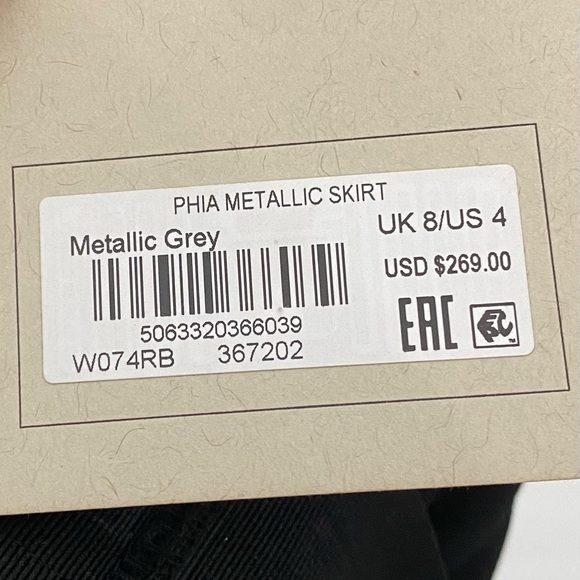 PHIA METALLIC SKIRT
Metallic Grey
UK 8/US 4
USD $269.00
5063320366039
EAC
W074RB 367202